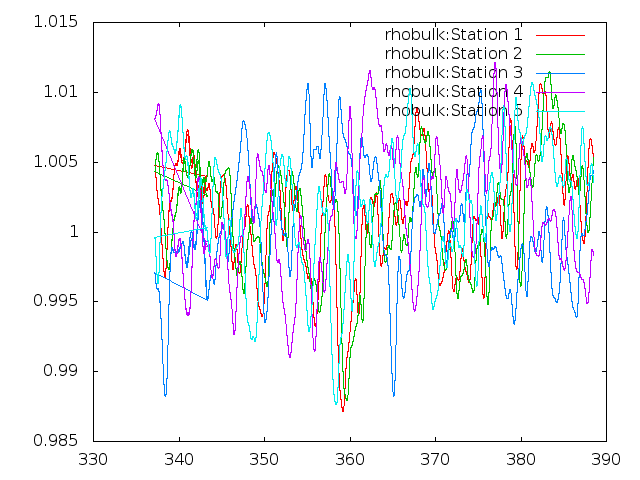 1.015
rhobulk:Station 1
rhobulk:Station 2
rhobulk:Station 3
rhobulk:Station 4
rhobulk:Station 5
1.01
1.005
1
0.995
0.99
0.985
330 340 350 360 370 380 390